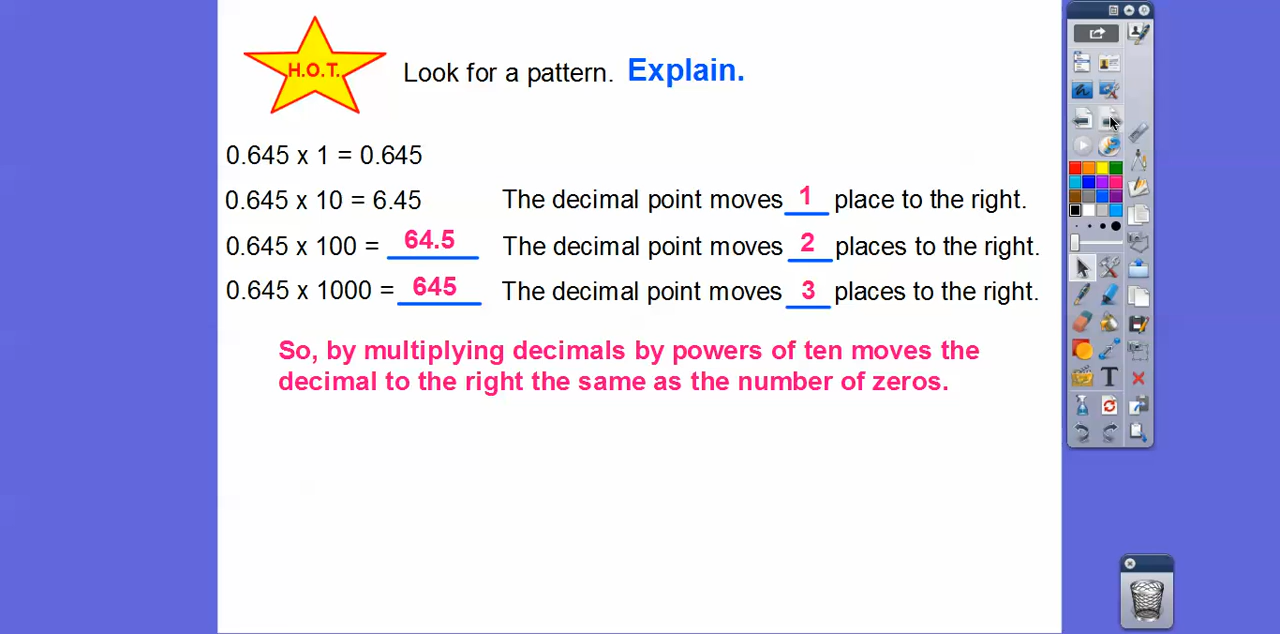 H.O.T.
Look for a pattern. Explain.
0.645 x 1 = 0.645
0.645 x 10 = 6.45 The decimal point moves 1 place to the right.
0.645 x 100 = 64.5 The decimal point moves 2 places to the right.
0.645 x 1000 = 645 The decimal point moves 3 places to the right.
So, by multiplying decimals by powers of ten moves the
decimal to the right the same as the number of zeros.
T